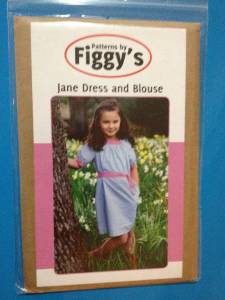 Patterns by
Figgy's
Jane Dress and Blouse